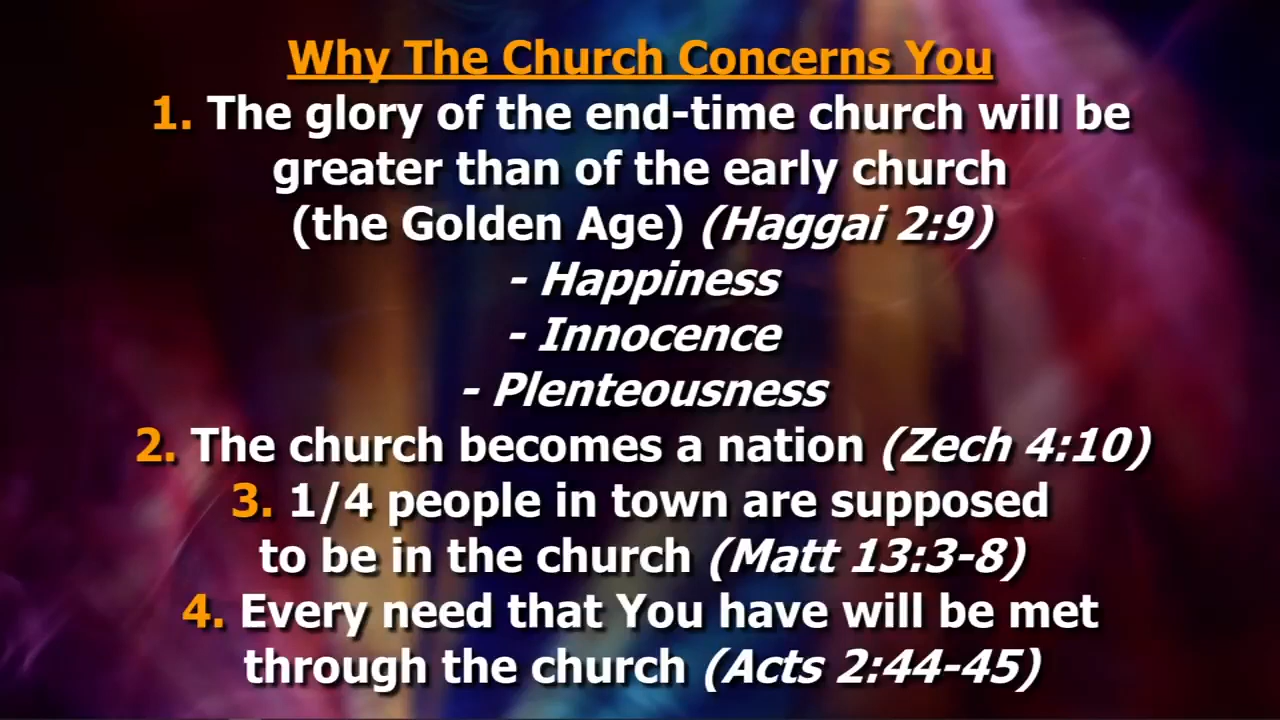 Why The Church Concerns You
1. The glory of the end-time church will be
greater than of the early church
(the Golden Age) (Haggai 2:9)
- Happiness
- Innocence
- Plenteousness
2. The church becomes a nation (Zech 4:10)
3. 1/4 people in town are supposed
to be in the church (Matt 13:3-8)
4. Every need that You have will be met
through the church (Acts 2:44-45)